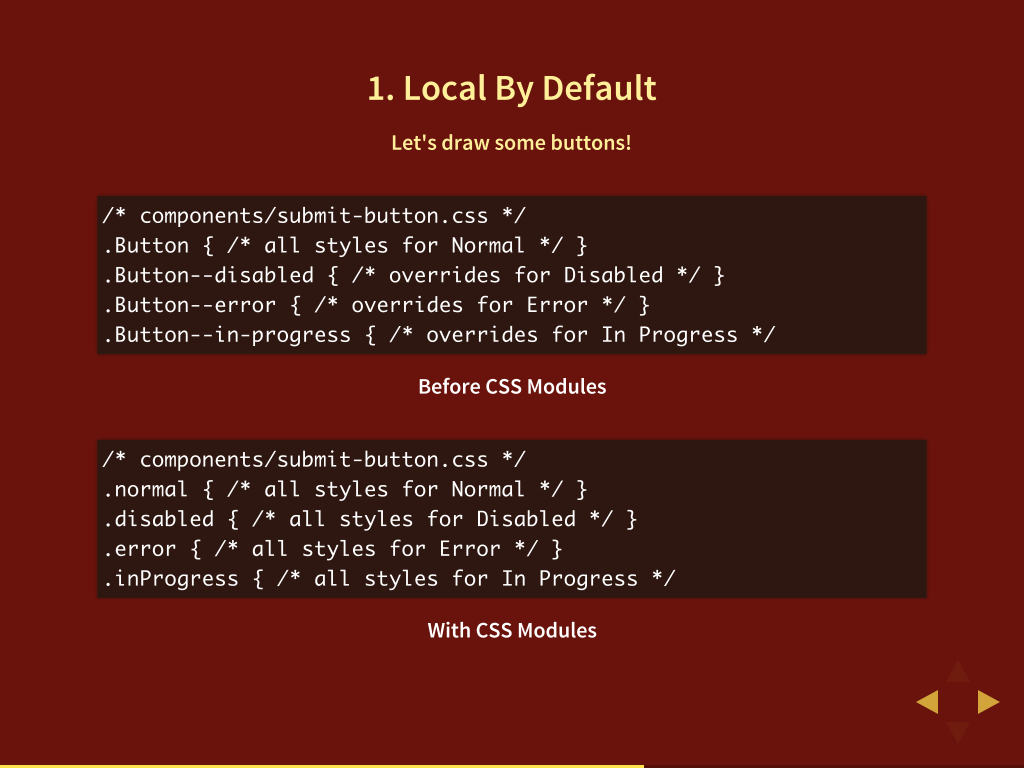 1. Local By Default
Let's draw some buttons!
/* components/submit-button.css */
.Button { /* all styles for Normal */ }
.Button--disabled { /* overrides for Disabled */ }
.Button--error { /* overrides for Error */ }
.Button--in-progress { /* overrides for In Progress */
Before CSS Modules
/* components/submit-button.css */
.normal { /* all styles for Normal */ }
.disabled { /* all styles for Disabled */ }
.error { /* all styles for Error */ }
.inProgress { /* all styles for In Progress */
With CSS Modules